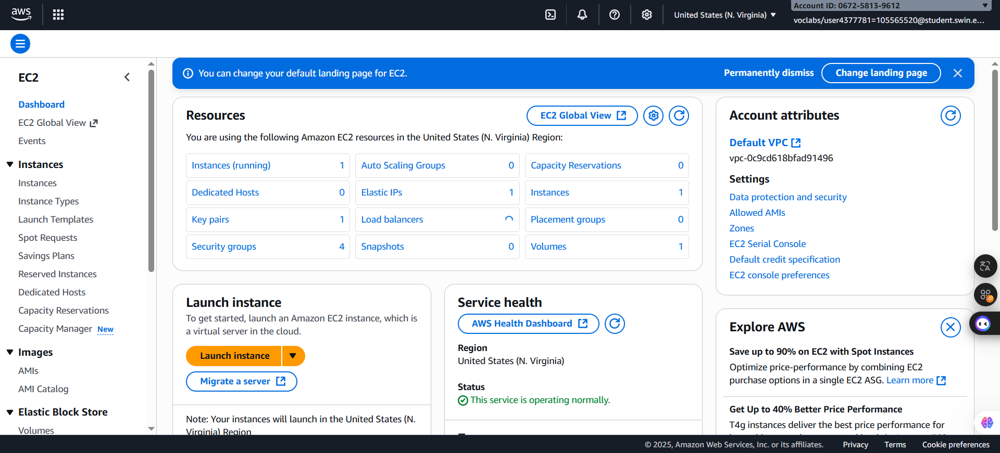 aws
United States (N. Virginia)
Account ID: 0672-5813-9612
voclabs/user4377781=105565520@student.swin.e...
EC2
Dashboard
EC2 Global View
Events
Instances
Instances
Instance Types
Launch Templates
Spot Requests
Savings Plans
Reserved Instances
Dedicated Hosts
Capacity Reservations
Capacity Manager New
Images
AMIs
AMI Catalog
Elastic Block Store
Volumes
You can change your default landing page for EC2.
Permanently dismiss
Change landing page
Resources
EC2 Global View
You are using the following Amazon EC2 resources in the United States (N. Virginia) Region:
Instances (running) 1
Auto Scaling Groups 0
Capacity Reservations 0
Dedicated Hosts 0
Elastic IPs 1
Instances 1
Key pairs 1
Load balancers
Placement groups 0
Security groups 4
Snapshots 0
Volumes 1
Launch instance
To get started, launch an Amazon EC2 instance, which is
a virtual server in the cloud.
Launch instance
Migrate a server
Note: Your instances will launch in the United States (N.
Virginia) Region
Service health
AWS Health Dashboard
Region
United States (N. Virginia)
Status
This service is operating normally.
Account attributes
Default VPC
vpc-0c9cd618bfad91496
Settings
Data protection and security
Allowed AMIs
Zones
EC2 Serial Console
Default credit specification
EC2 console preferences
Explore AWS
Save up to 90% on EC2 with Spot Instances
Optimize price-performance by combining EC2
purchase options in a single EC2 ASG. Learn more
Get Up to 40% Better Price Performance
T4g instances deliver the best price performance for
© 2025, Amazon Web Services, Inc. or its affiliates.
Privacy
Terms
Cookie preferences